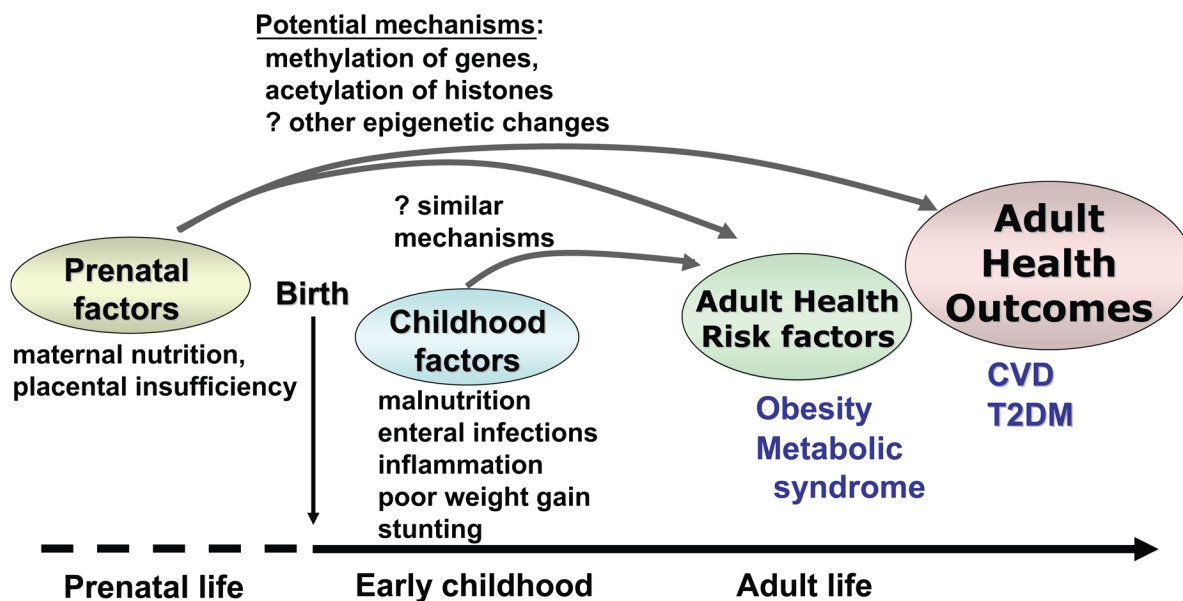 Potential mechanisms:
methylation of genes,
acetylation of histones
? other epigenetic changes
? similar
mechanisms
Prenatal
factors
maternal nutrition,
placental insufficiency
Birth
Childhood
factors
malnutrition
enteral infections
inflammation
poor weight gain
stunting
Adult Health
Risk factors
Obesity
Metabolic
syndrome
Adult
Health
Outcomes
CVD
T2DM
Prenatal life
Early childhood
Adult life